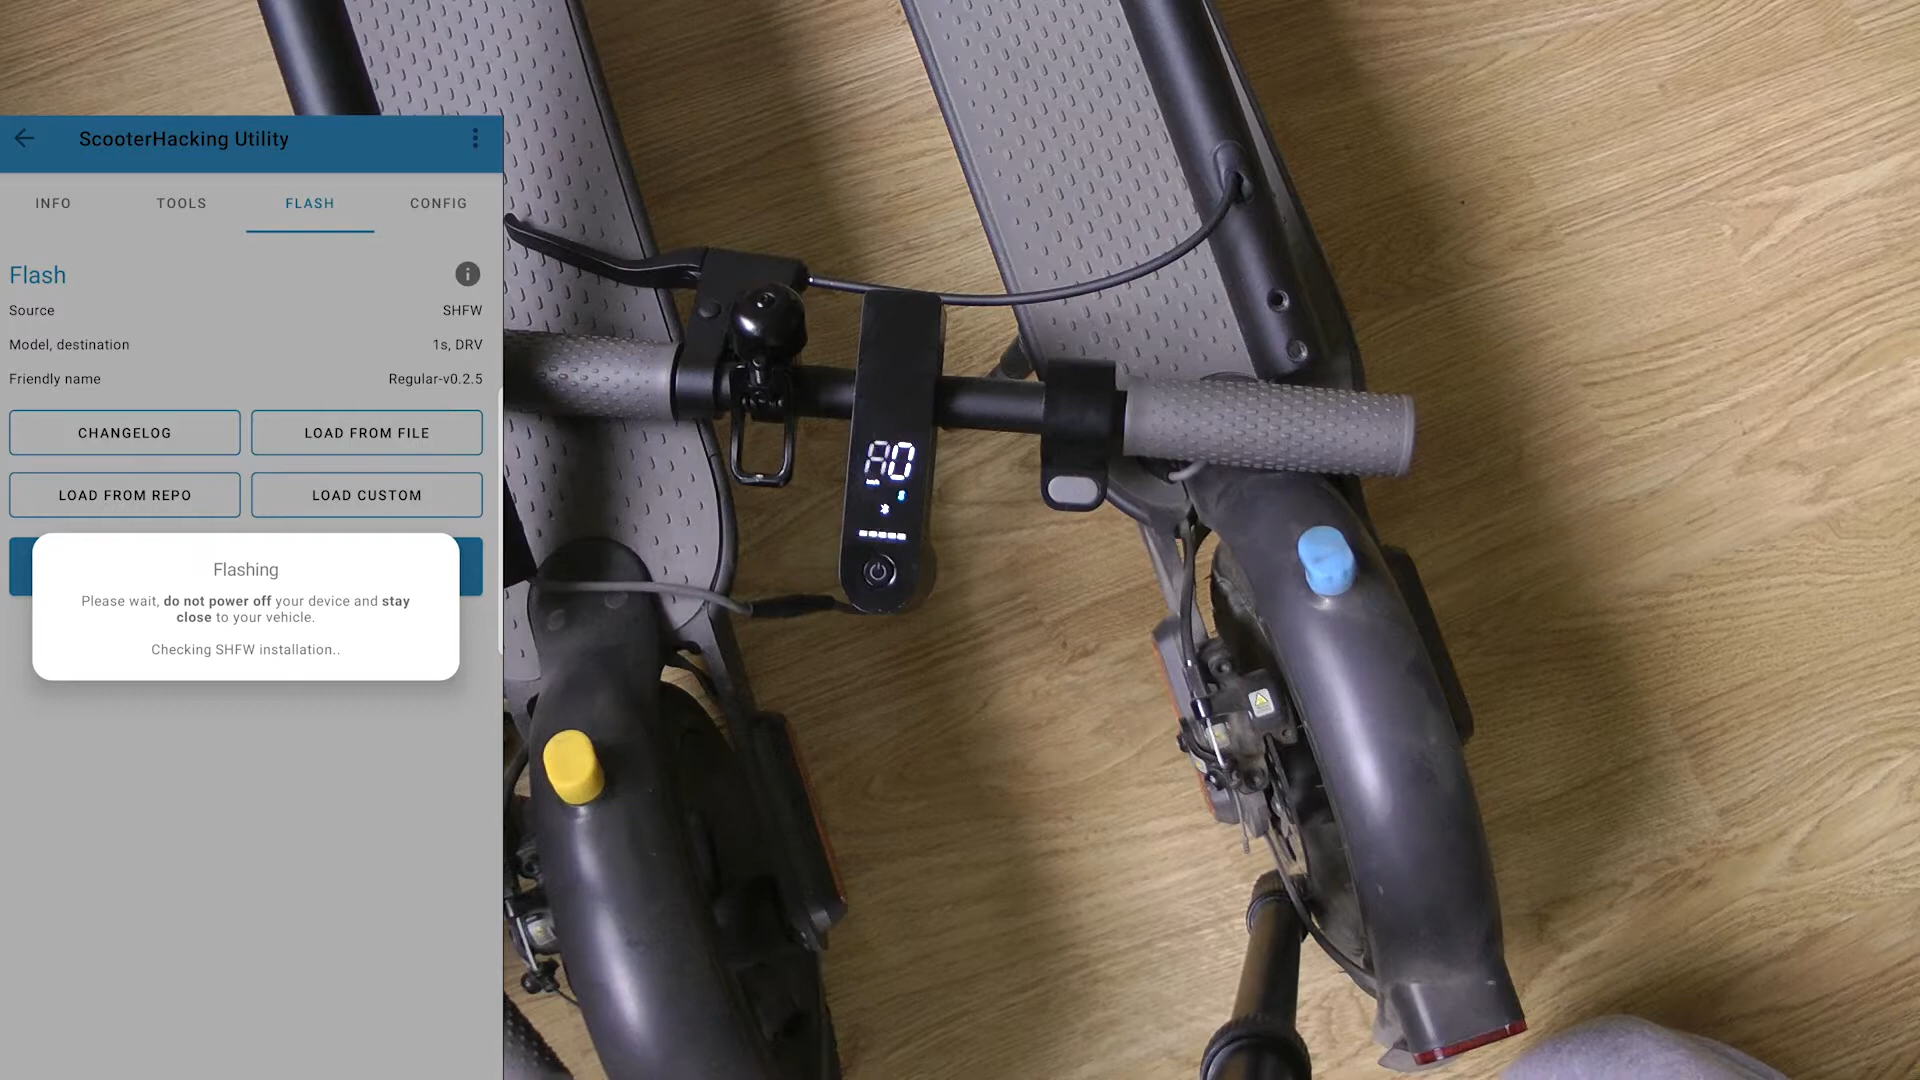 ScooterHacking Utility
INFO TOOLS FLASH CONFIG
Flash
Source SHFW
Model, destination 1s, DRV
Friendly name Regular-v0.2.5
CHANGELOG LOAD FROM FILE
LOAD FROM REPO LOAD CUSTOM
Flashing
Please wait, do not power off your device and stay
close to your vehicle.
Checking SHFW installation..